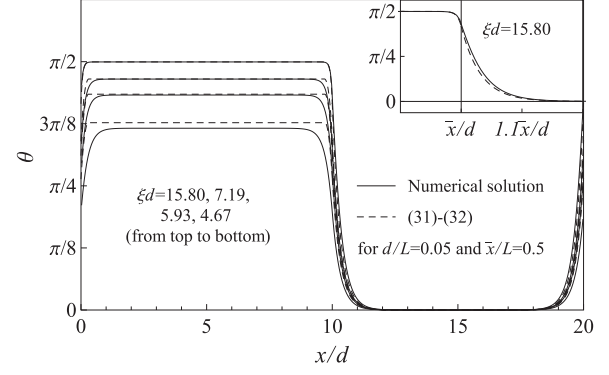 π/2
π/4
0
ξd=15.80
x̄/d 1.1x̄/d
θ
π/2
3π/8
π/4
π/8
0
ξd=15.80, 7.19,
5.93, 4.67
(from top to bottom)
Numerical solution
(31)-(32)
for d/L=0.05 and x̄/L=0.5
0 5 10 15 20
x/d